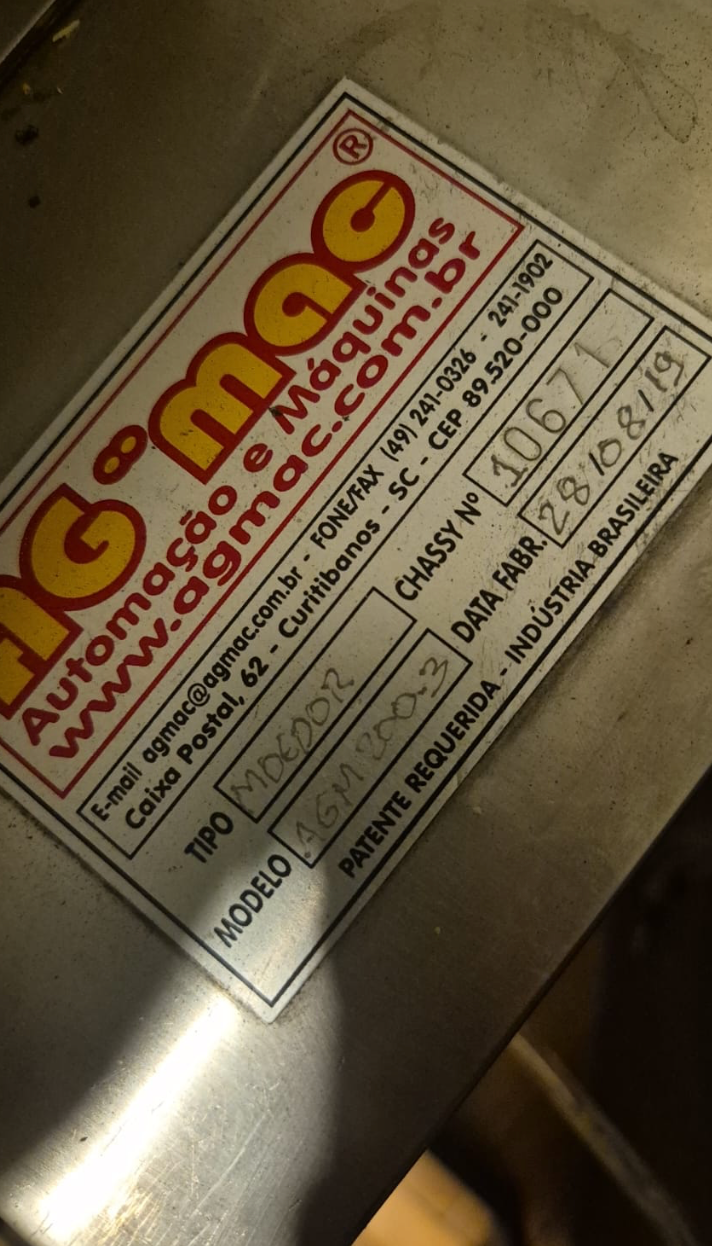 AG∞mac ®
Automação e Máquinas
www.agmac.com.br
E-mail agmac@agmac.com.br - FONE/FAX (49) 241-0326 - 241-1902
Caixa Postal, 62 - Curitibanos - SC - CEP 89.520-000
TIPO MOEDOR CHASSY Nº 10671
MODELO AGM 200.3 DATA FABR. 28/08/19
PATENTE REQUERIDA - INDÚSTRIA BRASILEIRA